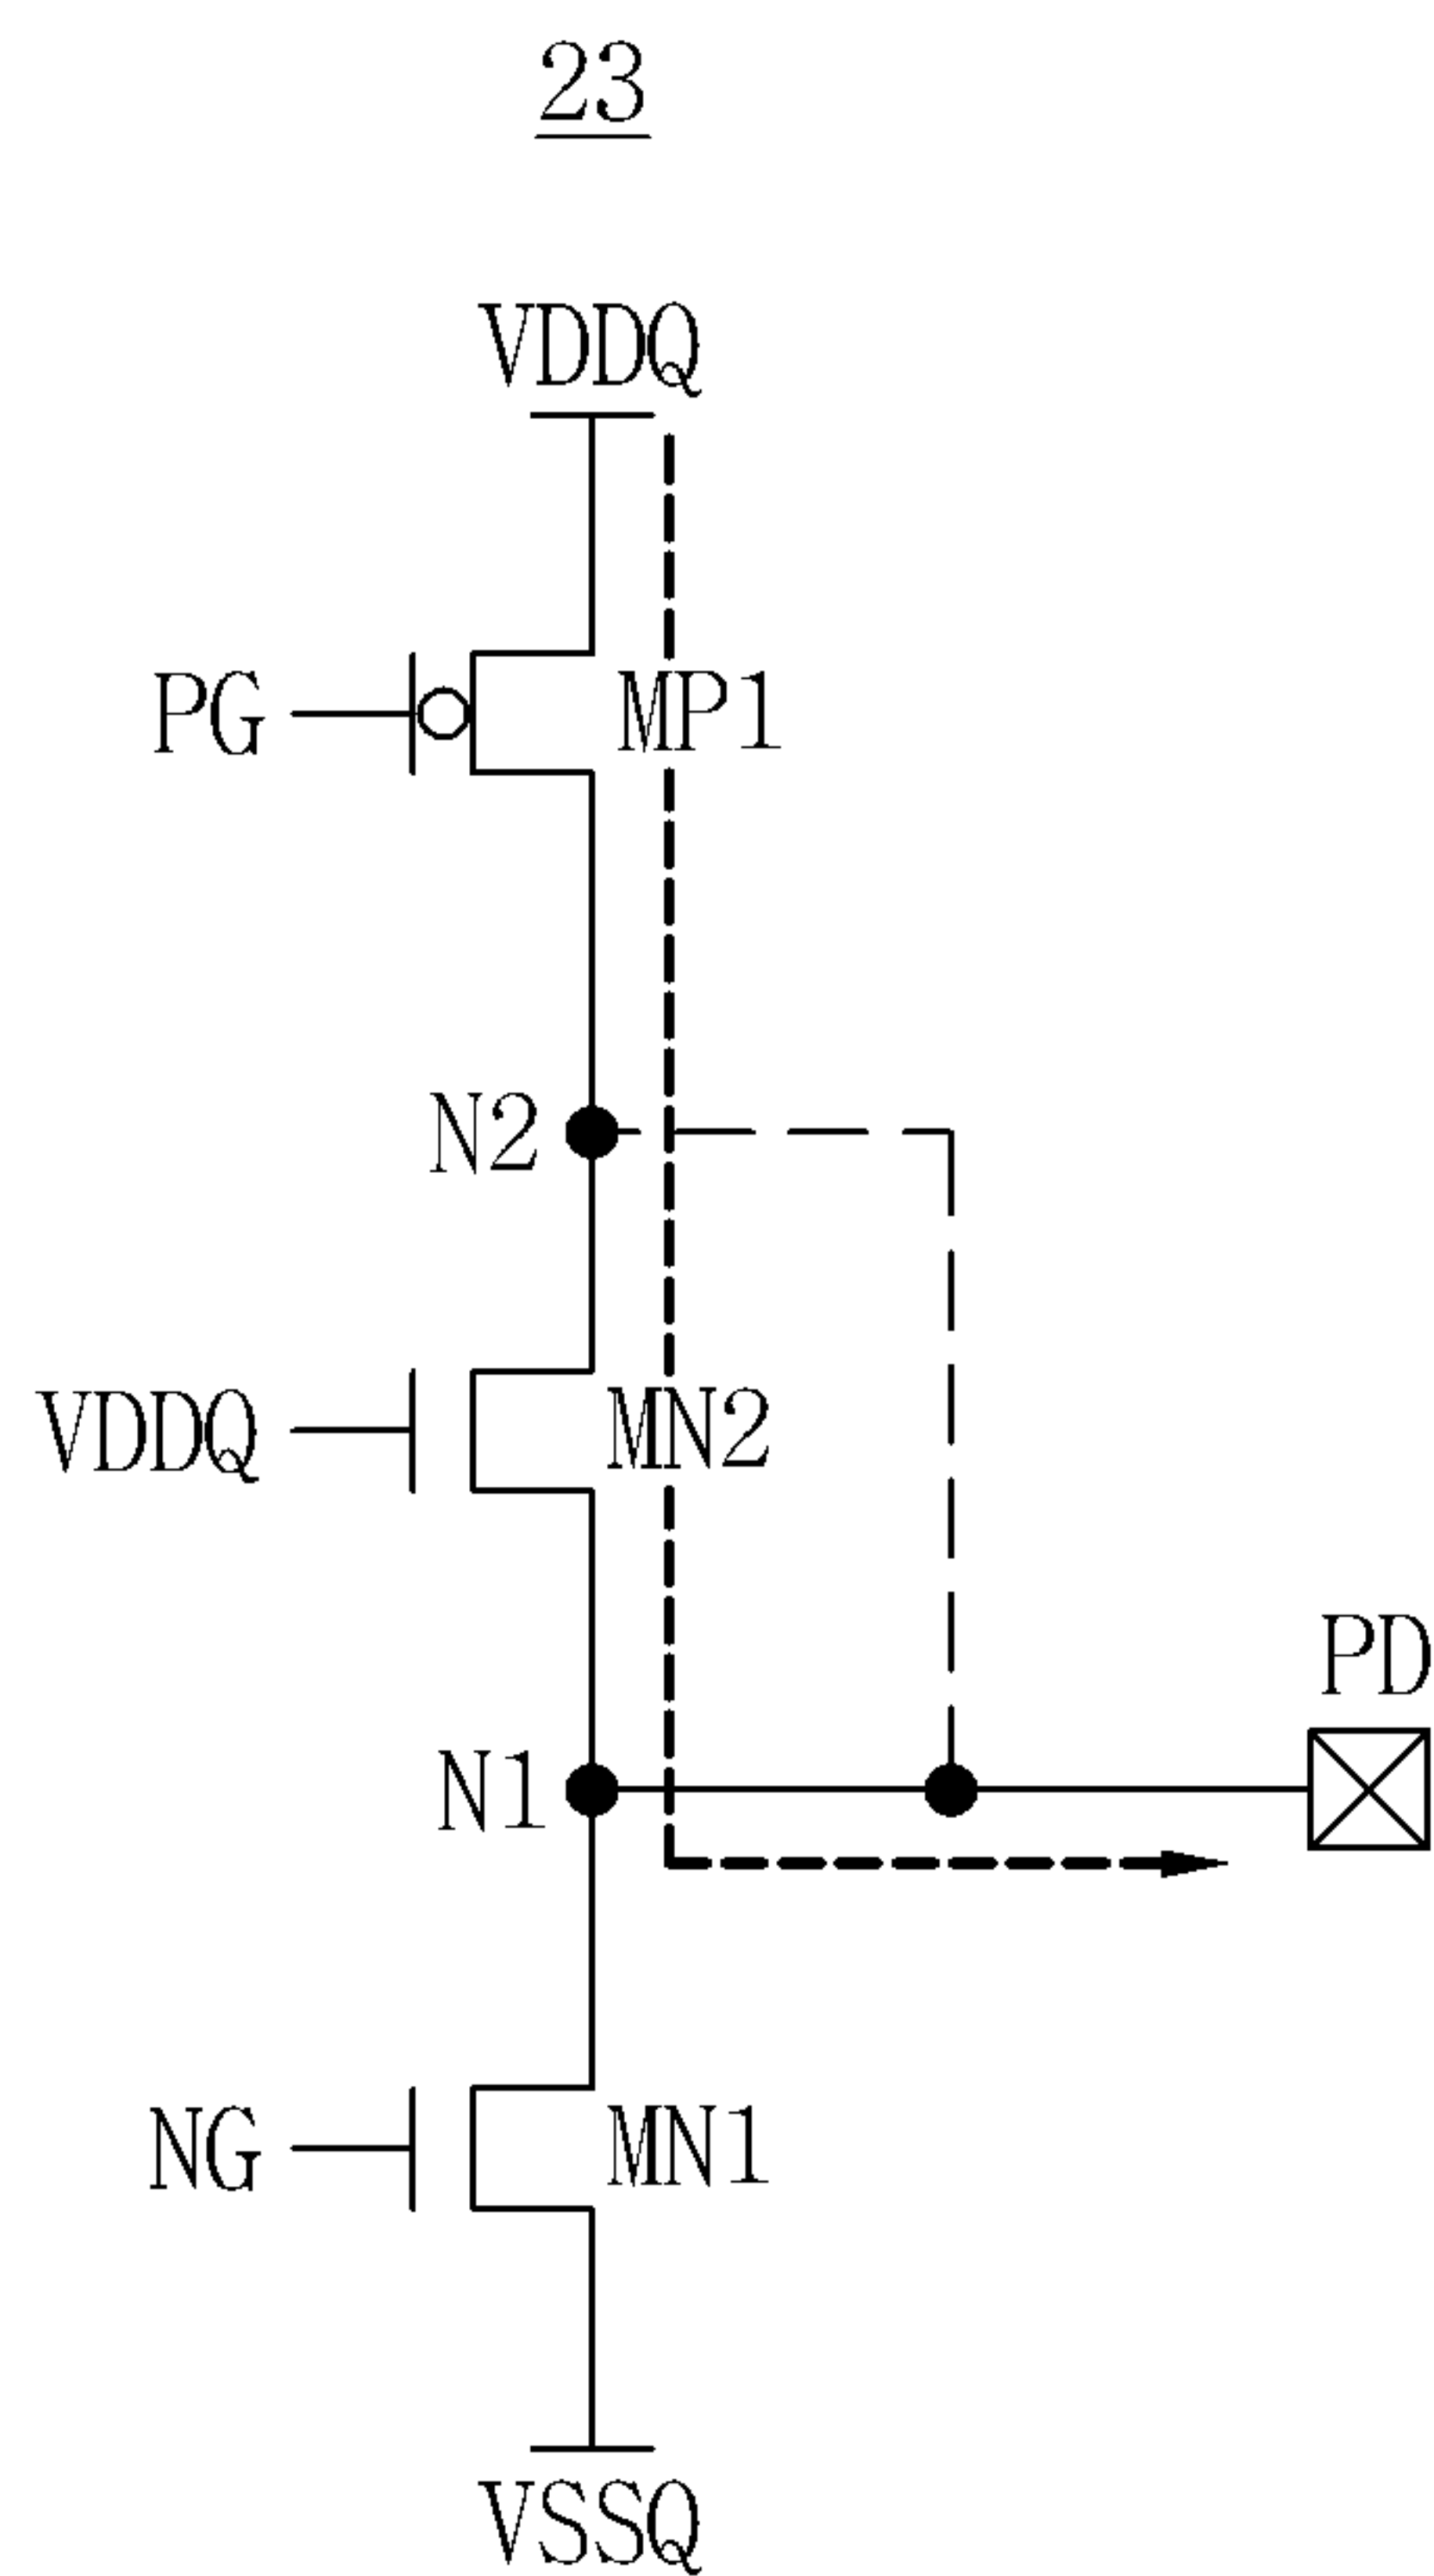 23
VDDQ
PG
MP1
N2
VDDQ
MN2
PD
N1
NG
MN1
VSSQ